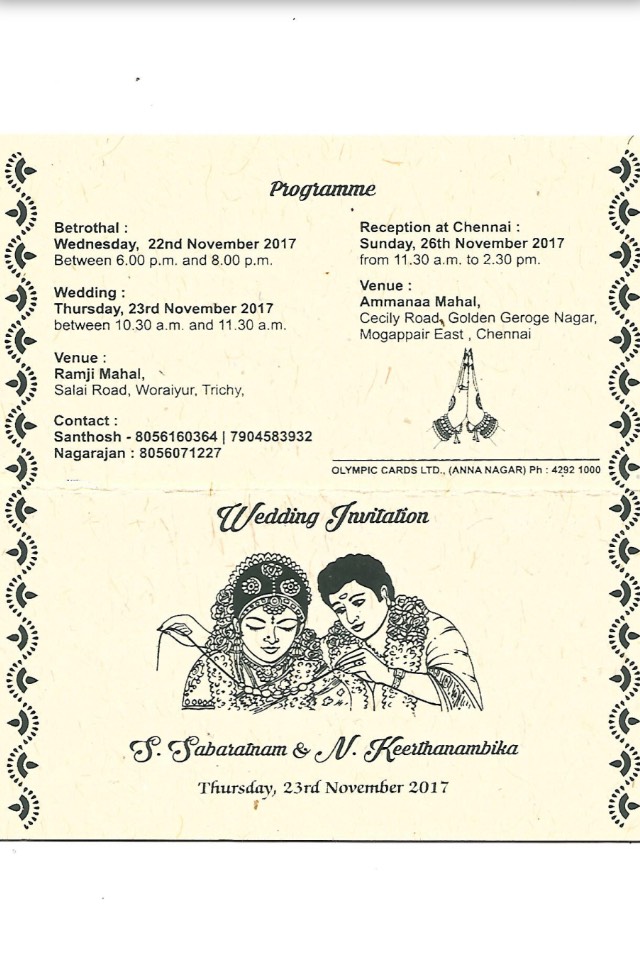 Programme
Betrothal :
Wednesday, 22nd November 2017
Between 6.00 p.m. and 8.00 p.m.
Wedding :
Thursday, 23rd November 2017
between 10.30 a.m. and 11.30 a.m.
Venue :
Ramji Mahal,
Salai Road, Woraiyur, Trichy,
Contact :
Santhosh - 8056160364 | 7904583932
Nagarajan : 8056071227
Reception at Chennai :
Sunday, 26th November 2017
from 11.30 a.m. to 2.30 pm.
Venue :
Ammanaa Mahal,
Cecily Road, Golden Geroge Nagar,
Mogappair East , Chennai
OLYMPIC CARDS LTD., (ANNA NAGAR) Ph : 4292 1000
Wedding Invitation
S. Sabaratnam & N. Keerthanambika
Thursday, 23rd November 2017